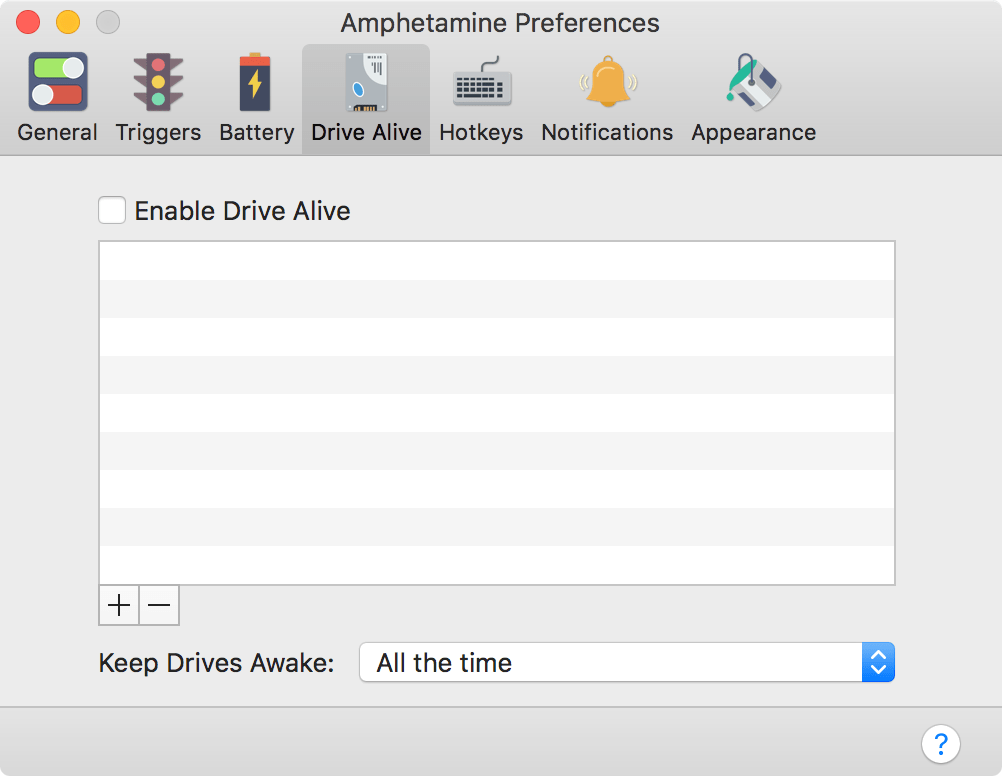 Amphetamine Preferences
General Triggers Battery Drive Alive Hotkeys Notifications Appearance
Enable Drive Alive
Keep Drives Awake: All the time
?